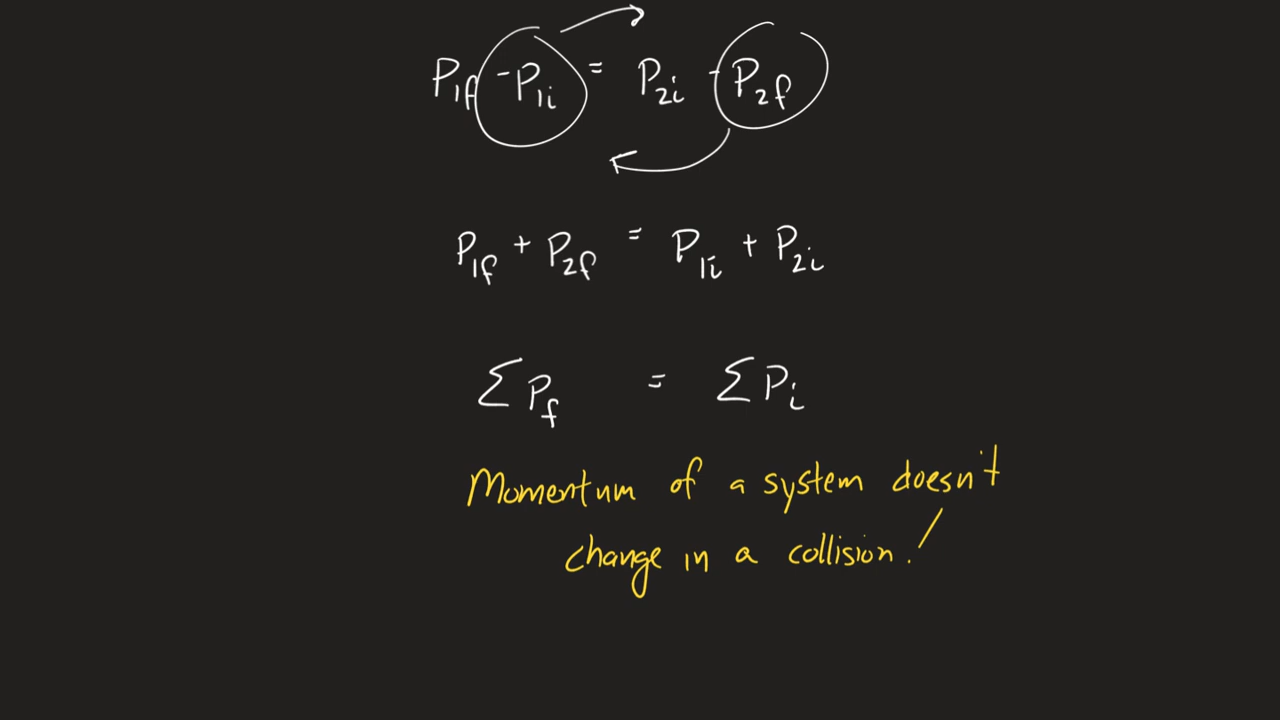 P₁f -P₁i = P₂i -P₂f
P₁f + P₂f = P₁i + P₂i
ΣPf = ΣPi
Momentum of a system doesn't
change in a collision!